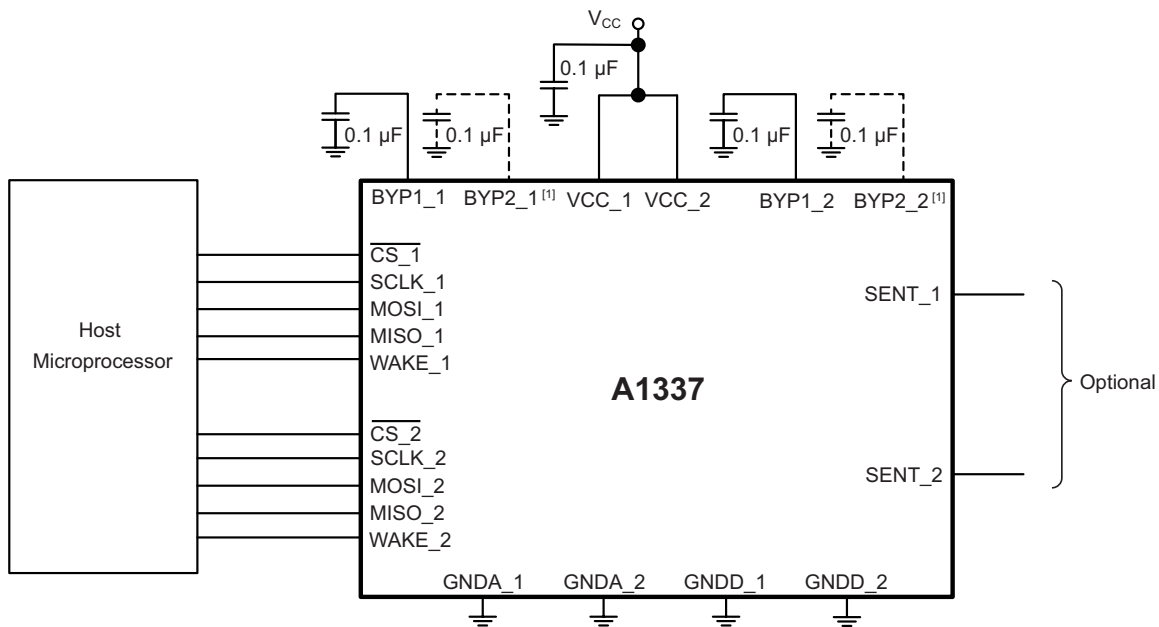 V_CC
0.1 µF
0.1 µF
0.1 µF
0.1 µF
0.1 µF
BYP1_1
BYP2_1 [1]
VCC_1
VCC_2
BYP1_2
BYP2_2 [1]
Host
Microprocessor
CS_1
SCLK_1
MOSI_1
MISO_1
WAKE_1
CS_2
SCLK_2
MOSI_2
MISO_2
WAKE_2
A1337
SENT_1
SENT_2
Optional
GNDA_1
GNDA_2
GNDD_1
GNDD_2